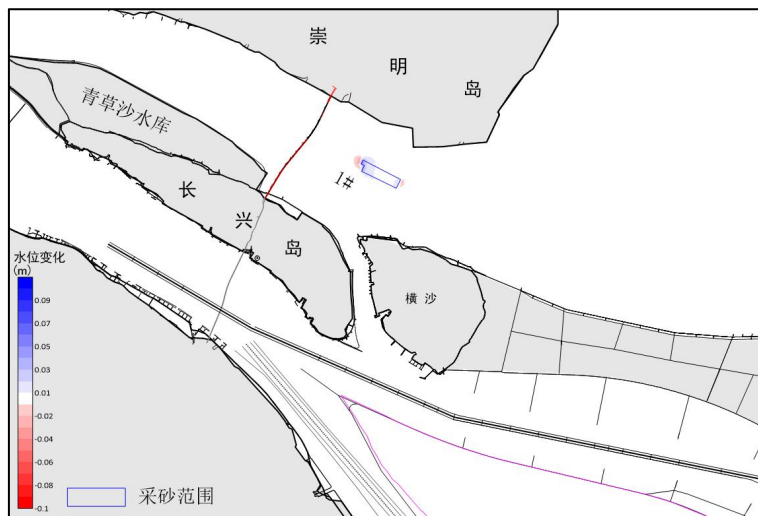 崇
明
岛
青草沙水库
1#
长
兴
岛
横 沙
水位变化
(m)
0.09
0.07
0.05
0.03
0.01
-0.02
-0.04
-0.06
-0.08
-0.1
采砂范围